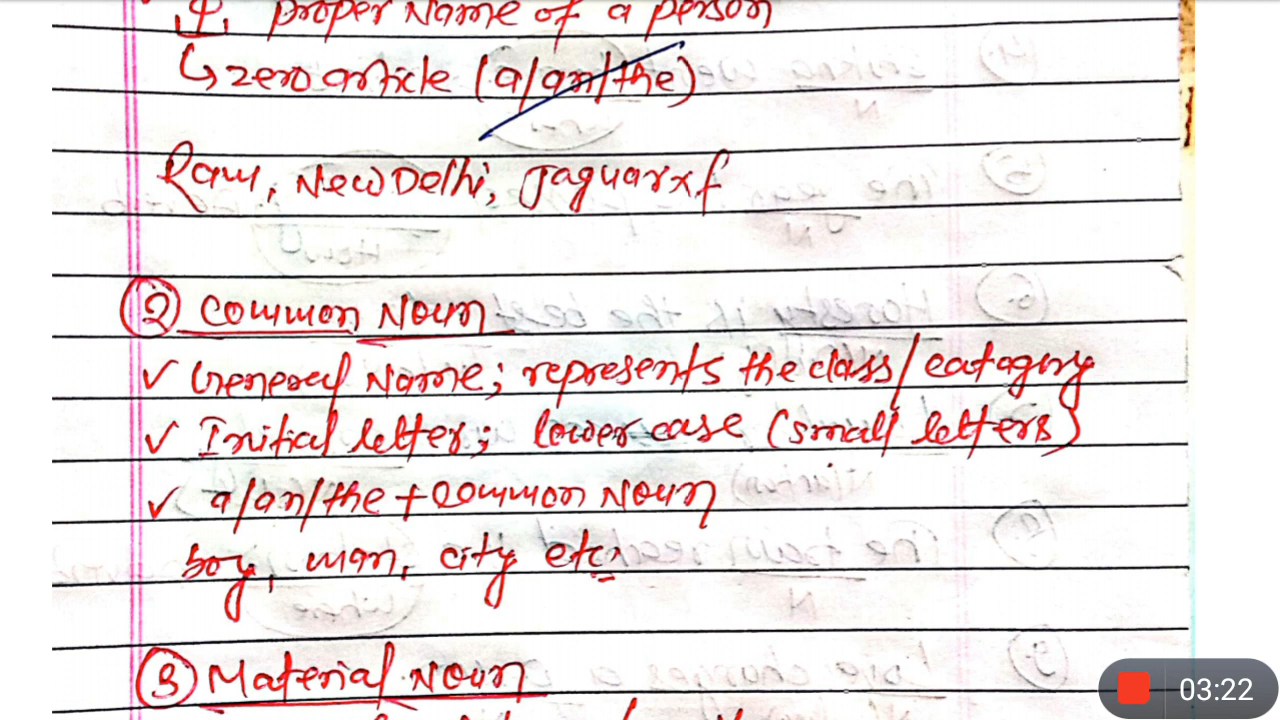 proper Name of a person
↳ zero article (a/an/the)
Ram, New Delhi, Jaguar xf
② Common Noun
✓ General Name; represents the class/catagory
✓ Initial letter; lower case (small letters)
✓ a/an/the + Common Noun
boy, man, city etc.
③ Material Noun
03:22